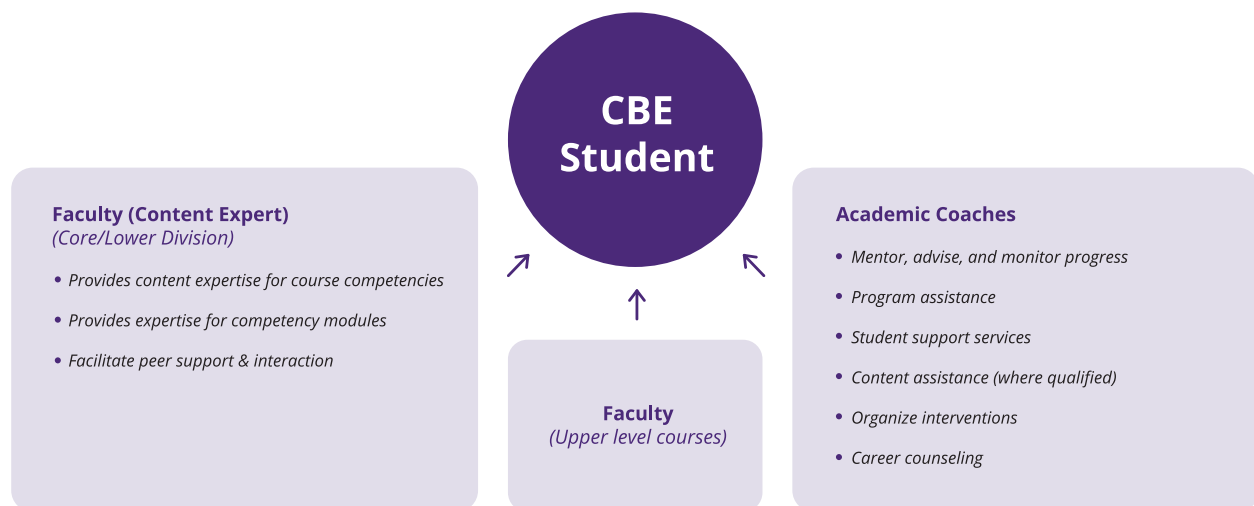 CBE
Student
Faculty (Content Expert)
(Core/Lower Division)
• Provides content expertise for course competencies
• Provides expertise for competency modules
• Facilitate peer support & interaction
Faculty
(Upper level courses)
Academic Coaches
• Mentor, advise, and monitor progress
• Program assistance
• Student support services
• Content assistance (where qualified)
• Organize interventions
• Career counseling